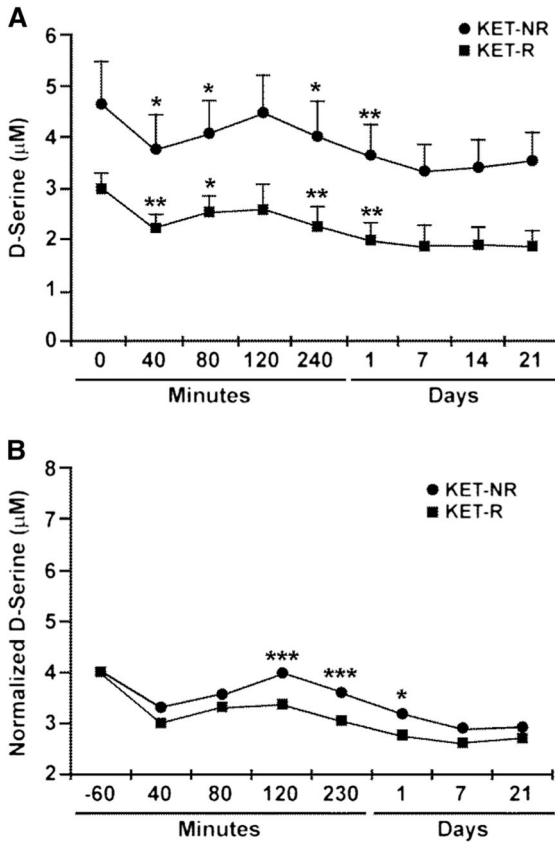 A
KET-NR
KET-R
D-Serine (μM)
6
5
4
3
2
1
0
* * * **
** * ** **
0 40 80 120 240 1 7 14 21
Minutes Days
B
KET-NR
KET-R
Normalized D-Serine (μM)
8
7
6
5
4
3
2
*** *** *
-60 40 80 120 230 1 7 21
Minutes Days